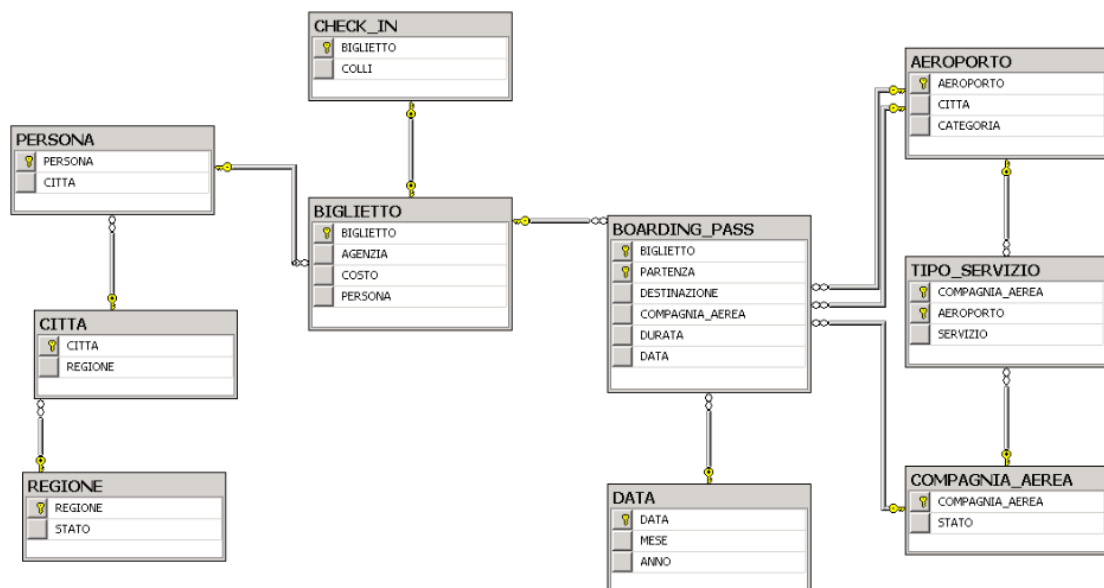 CHECK_IN
BIGLIETTO
COLLI
PERSONA
PERSONA
CITTA
BIGLIETTO
BIGLIETTO
AGENZIA
COSTO
PERSONA
CITTA
CITTA
REGIONE
REGIONE
REGIONE
STATO
BOARDING_PASS
BIGLIETTO
PARTENZA
DESTINAZIONE
COMPAGNIA_AEREA
DURATA
DATA
DATA
DATA
MESE
ANNO
AEROPORTO
AEROPORTO
CITTA
CATEGORIA
TIPO_SERVIZIO
COMPAGNIA_AEREA
AEROPORTO
SERVIZIO
COMPAGNIA_AEREA
COMPAGNIA_AEREA
STATO